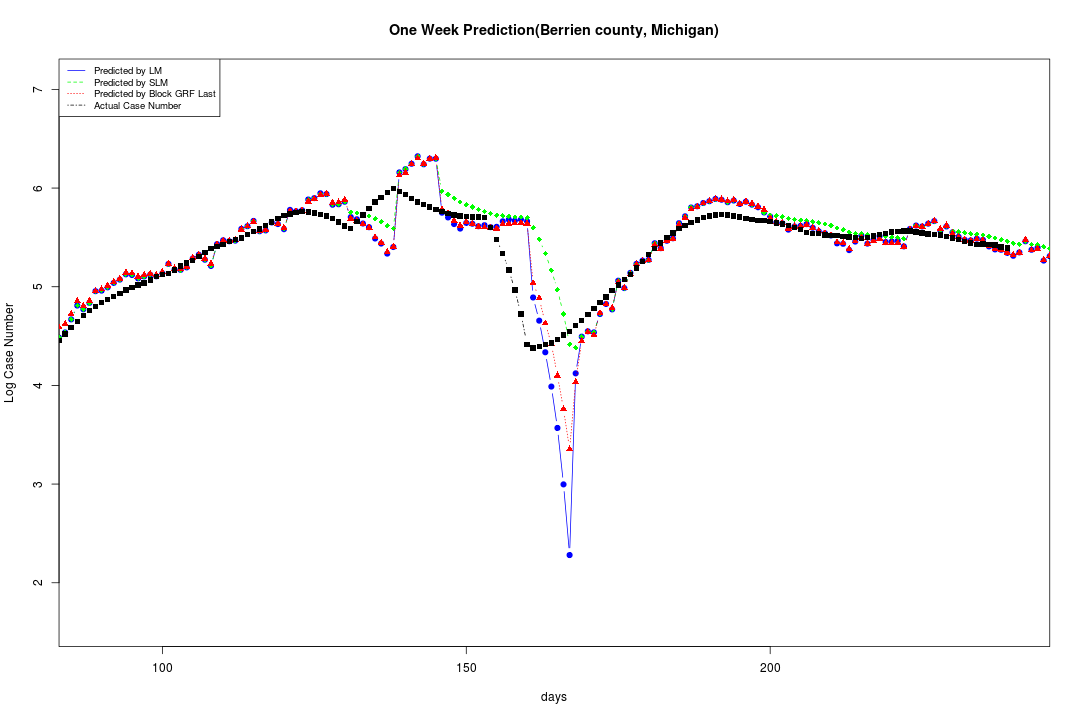 One Week Prediction(Berrien county, Michigan)
Predicted by LM
Predicted by SLM
Predicted by Block GRF Last
Actual Case Number
7
6
5
4
3
2
Log Case Number
100
150
200
days